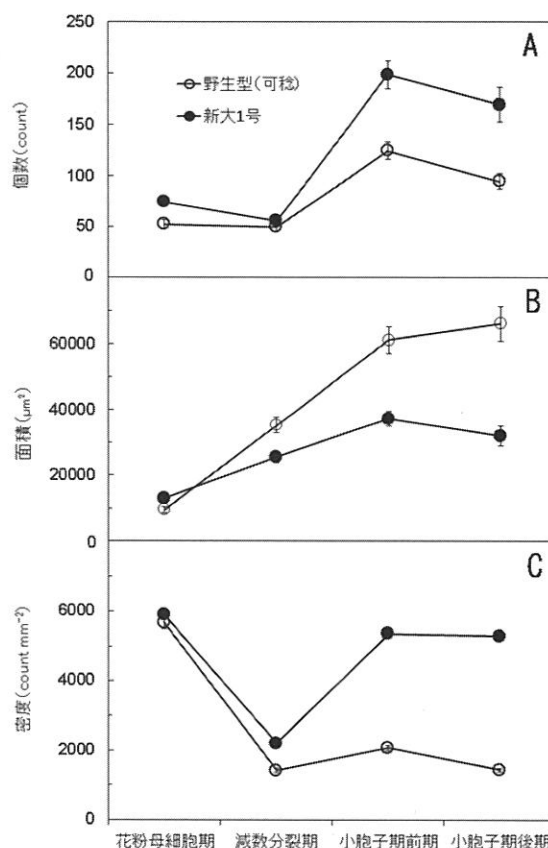 250
A
200
野生型(可稔)
150
新大1号
個数(count)
100
50
0
B
60000
40000
面積(μm²)
20000
0
C
6000
密度(count mm⁻²)
4000
2000
0
花粉母細胞期 減数分裂期 小胞子期前期 小胞子期後期